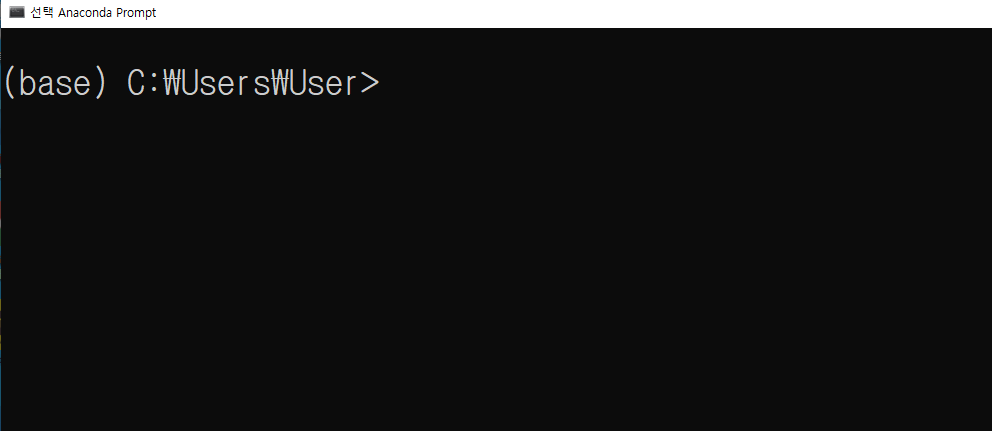 선택 Anaconda Prompt
(base) C:₩Users₩User>